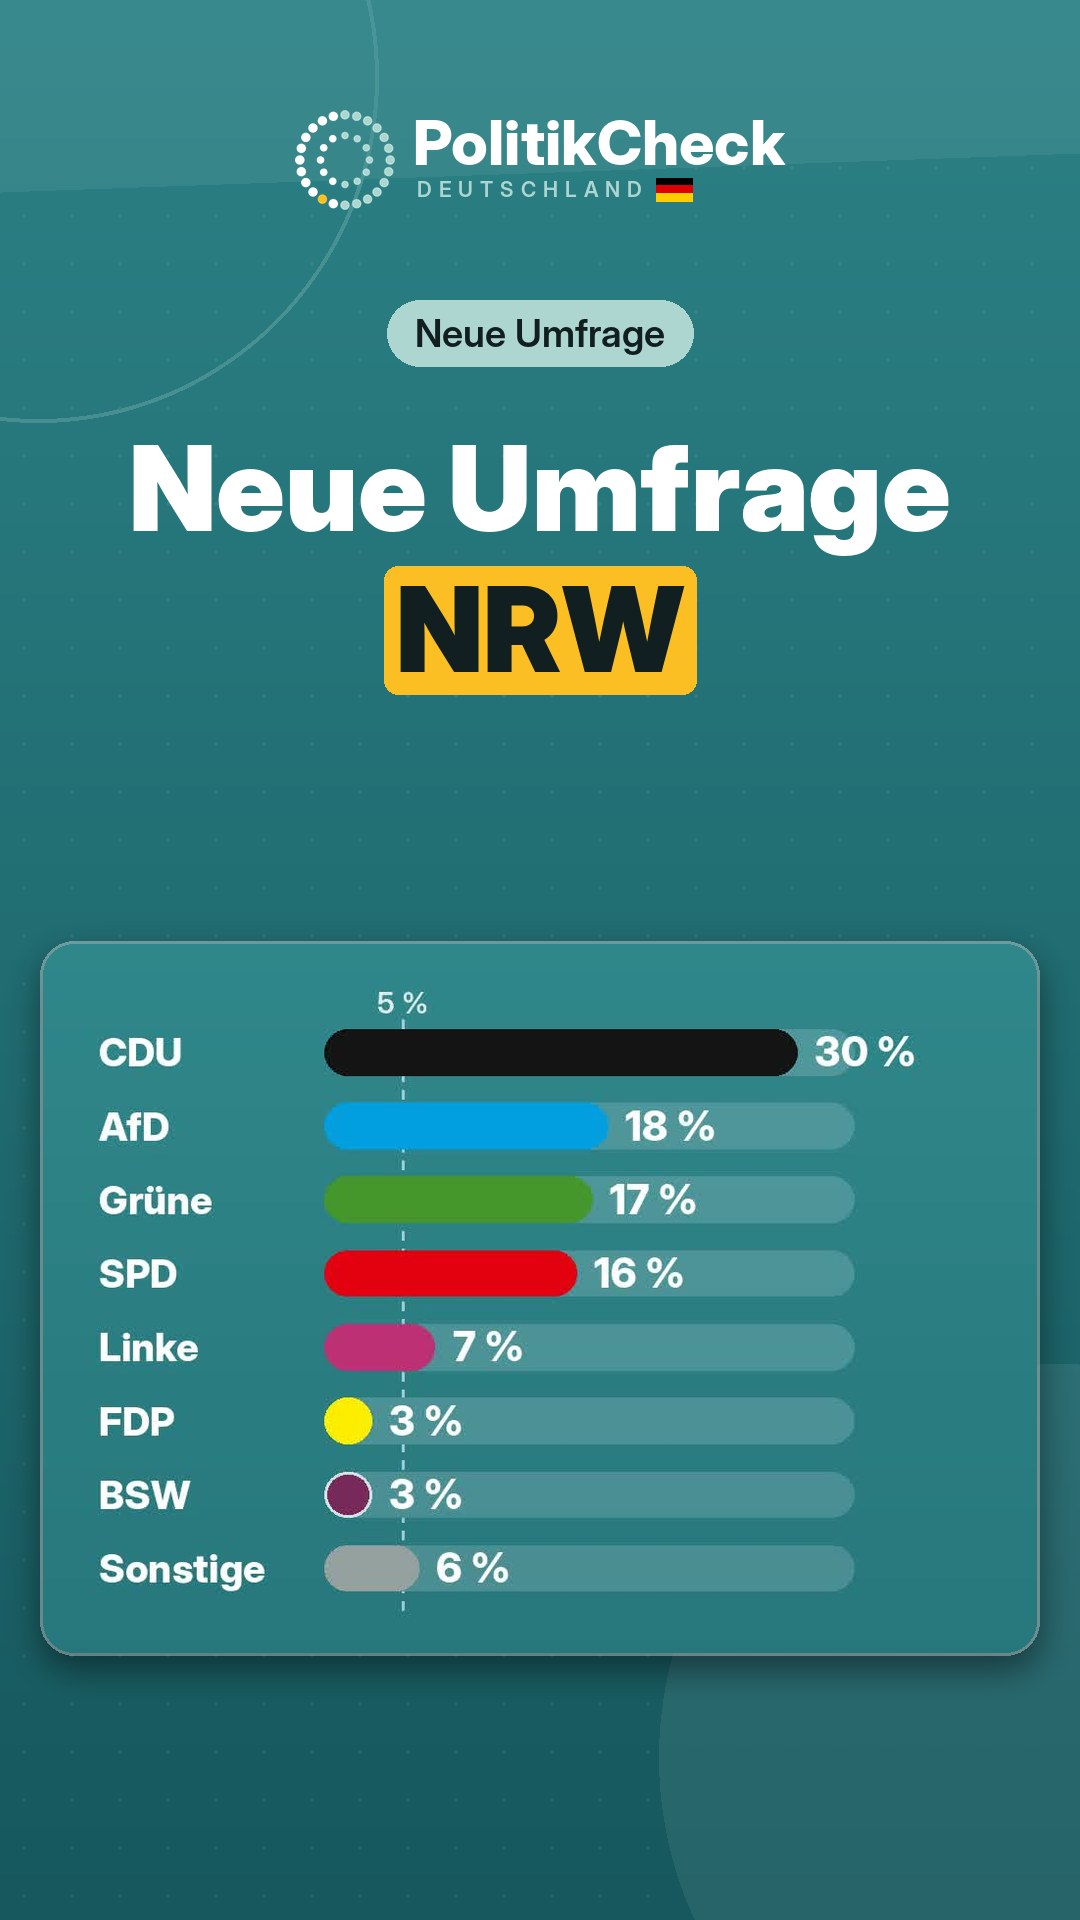 PolitikCheck
DEUTSCHLAND
Neue Umfrage
Neue Umfrage
NRW
5 %
CDU 30 %
AfD 18 %
Grüne 17 %
SPD 16 %
Linke 7 %
FDP 3 %
BSW 3 %
Sonstige 6 %